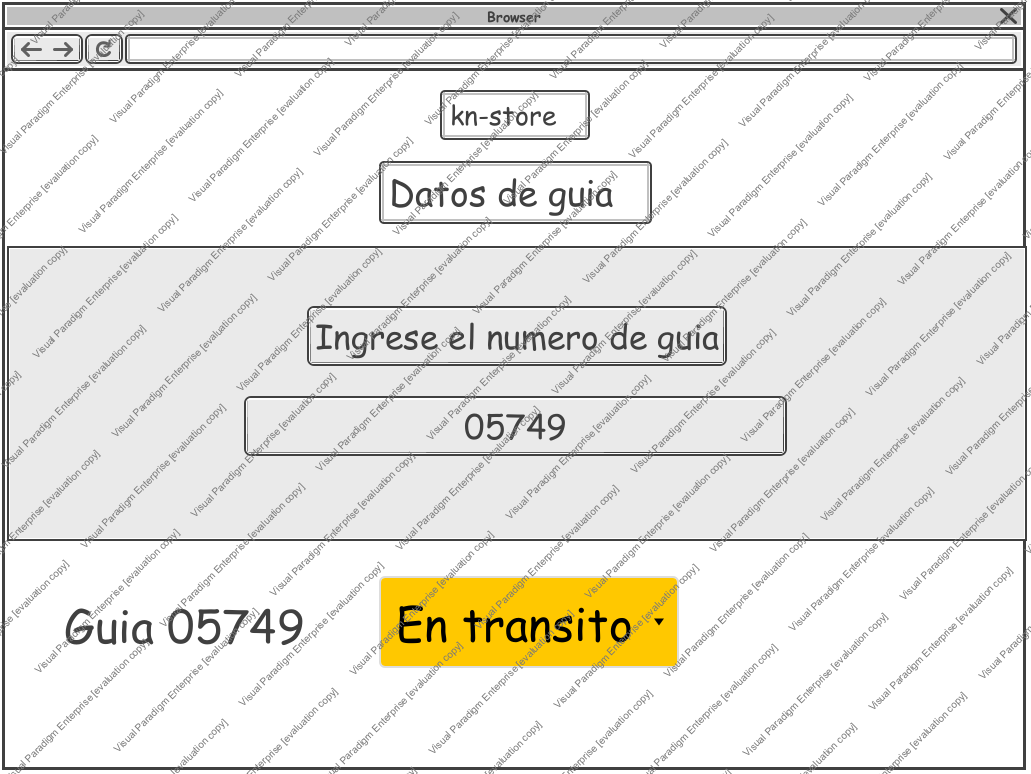 Browser
kn-store
Datos de guia
Ingrese el numero de guia
05749
Guia 05749
En transito
Visual Paradigm Enterprise [evaluation copy]